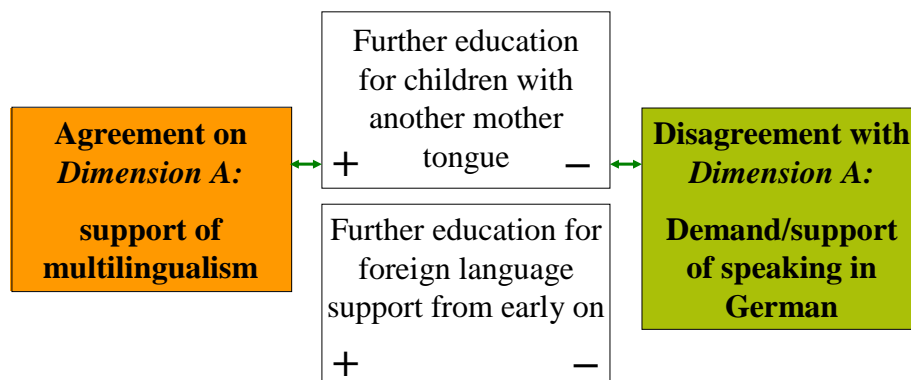 Further education
for children with
another mother
tongue
+ –
Agreement on
Dimension A:
support of
multilingualism
Disagreement with
Dimension A:
Demand/support
of speaking in
German
Further education for
foreign language
support from early on
+ –